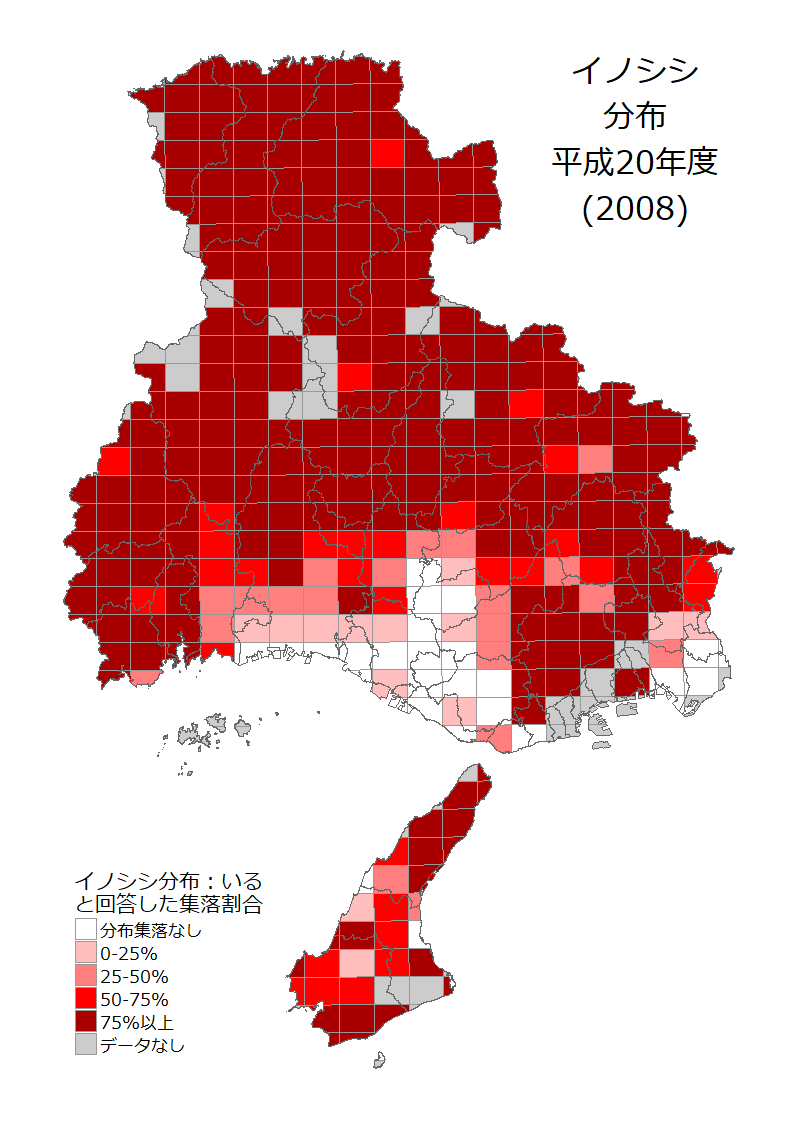 イノシシ
分布
平成20年度
(2008)
イノシシ分布：いる
と回答した集落割合
分布集落なし
0-25%
25-50%
50-75%
75%以上
データなし